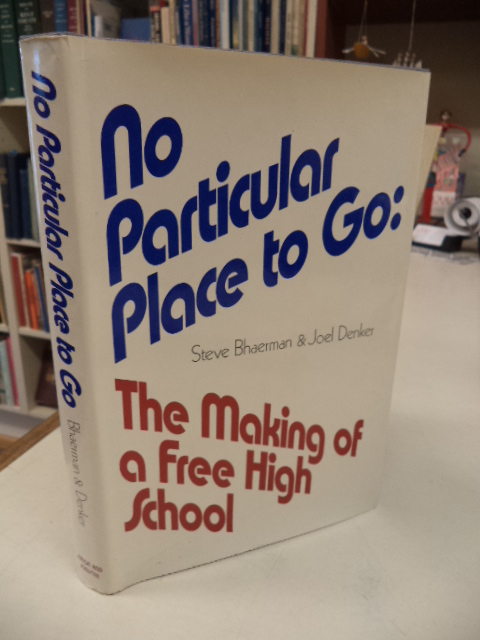 No Particular Place to Go
Bhaerman & Denker
No
Particular
Place to Go:
Steve Bhaerman & Joel Denker
The Making of
a Free High
School